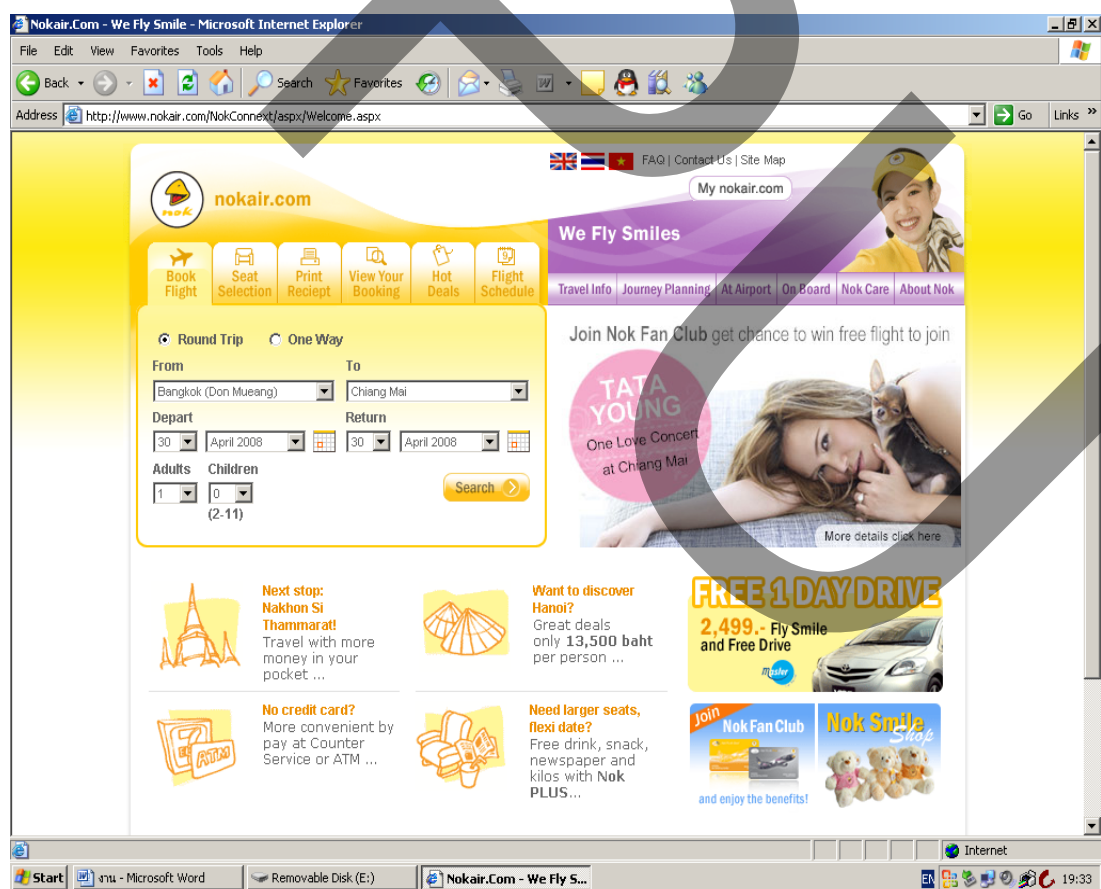 Nokair.Com - We Fly Smile - Microsoft Internet Explorer
File Edit View Favorites Tools Help
Back Search Favorites
Address http://www.nokair.com/NokConnext/aspx/Welcome.aspx Go Links »
FAQ | Contact Us | Site Map
My nokair.com
nok
nokair.com
We Fly Smiles
Book Flight
Seat Selection
Print Reciept
View Your Booking
Hot Deals
Flight Schedule
Travel Info Journey Planning At Airport On Board Nok Care About Nok
Round Trip One Way
From To
Bangkok (Don Mueang) Chiang Mai
Depart Return
30 April 2008 30 April 2008
Adults Children
1 0
(2-11)
Search
Join Nok Fan Club get chance to win free flight to join
TATA
YOUNG
One Love Concert
at Chiang Mai
More details click here
Next stop:
Nakhon Si
Thammarat!
Travel with more
money in your
pocket ...
Want to discover
Hanoi?
Great deals
only 13,500 baht
per person ...
FREE 1 DAY DRIVE
2,499.- Fly Smile
and Free Drive
master
No credit card?
More convenient by
pay at Counter
Service or ATM ...
ATM
Need larger seats,
flexi date?
Free drink, snack,
newspaper and
kilos with Nok
PLUS...
Join
Nok Fan Club
and enjoy the benefits!
Nok Smile
Shop
Internet
Start งาน - Microsoft Word Removable Disk (E:) Nokair.Com - We Fly S... EN 19:33